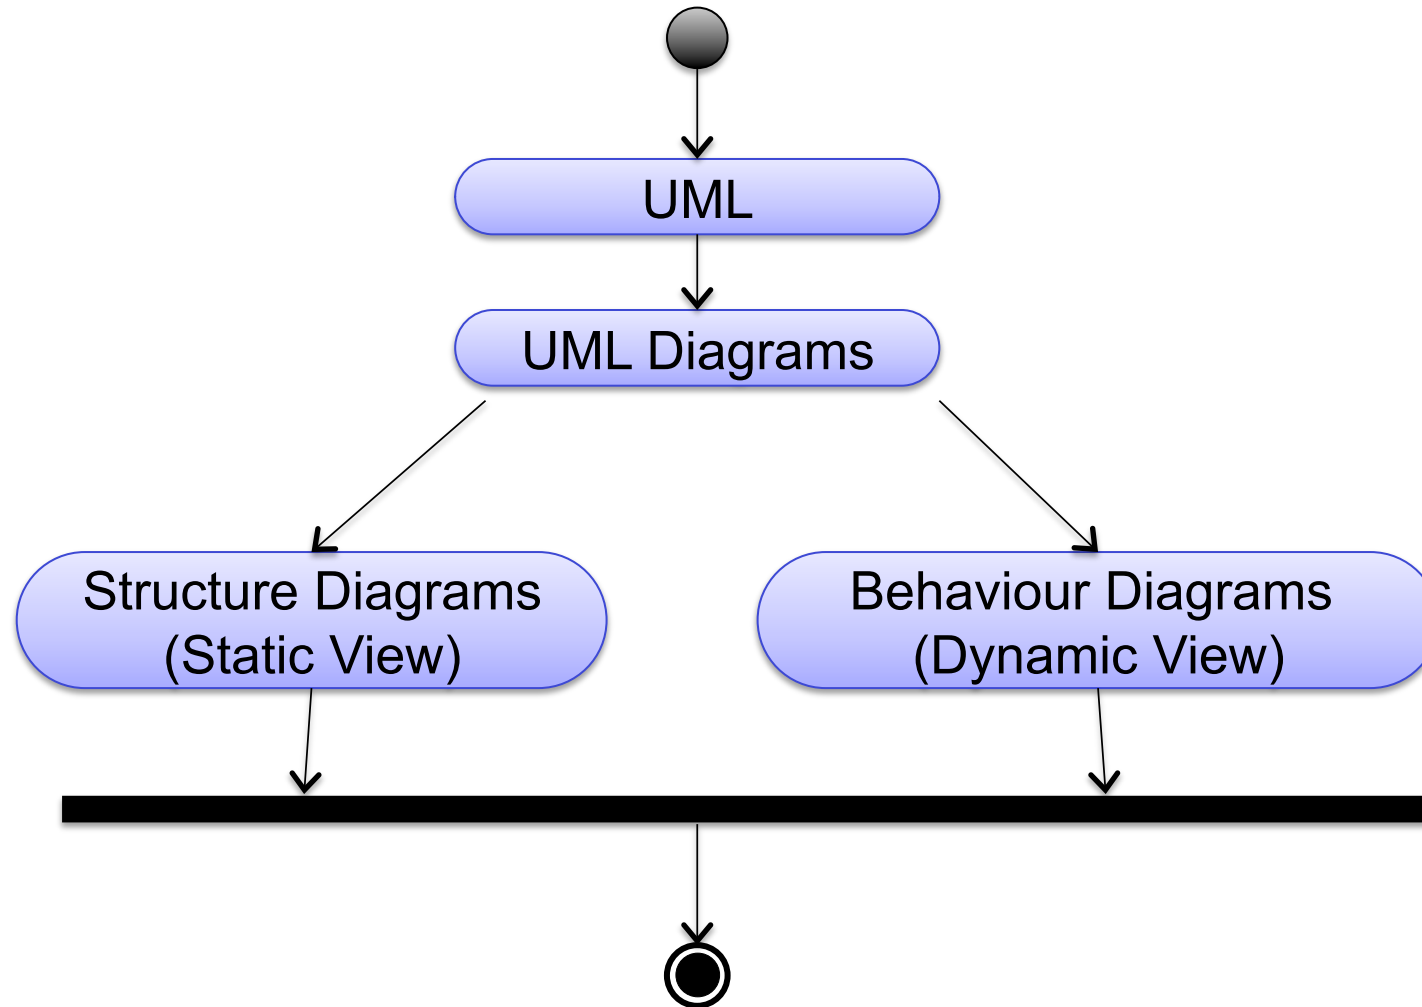 UML
UML Diagrams
Structure Diagrams
(Static View)
Behaviour Diagrams
(Dynamic View)